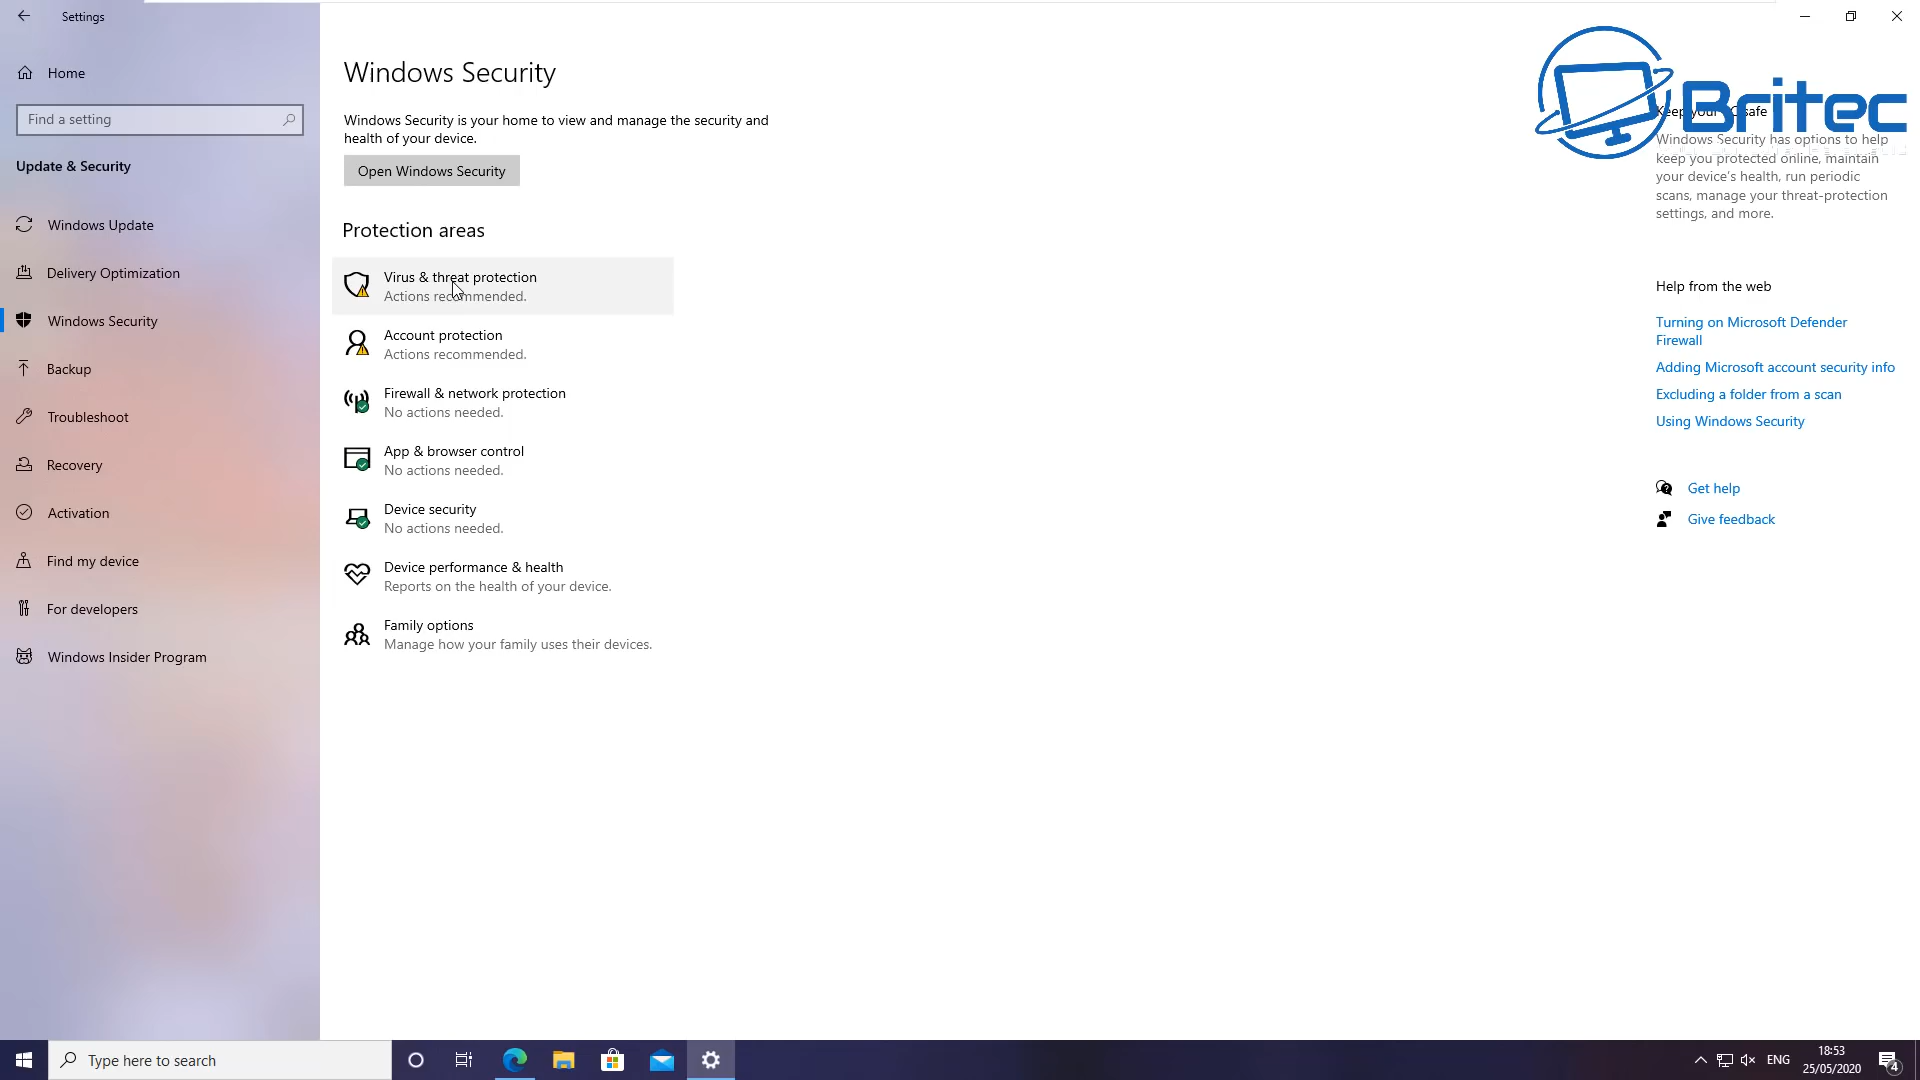 Settings
Home
Find a setting
Update & Security
Windows Update
Delivery Optimization
Windows Security
Backup
Troubleshoot
Recovery
Activation
Find my device
For developers
Windows Insider Program
Windows Security
Windows Security is your home to view and manage the security and
health of your device.
Open Windows Security
Protection areas
Virus & threat protection
Actions recommended.
Account protection
Actions recommended.
Firewall & network protection
No actions needed.
App & browser control
No actions needed.
Device security
No actions needed.
Device performance & health
Reports on the health of your device.
Family options
Manage how your family uses their devices.
Britec
Keep your PC safe
Windows Security has options to help
keep you protected online, maintain
your device's health, run periodic
scans, manage your threat-protection
settings, and more.
Help from the web
Turning on Microsoft Defender
Firewall
Adding Microsoft account security info
Excluding a folder from a scan
Using Windows Security
Get help
Give feedback
Type here to search
ENG
18:53
25/05/2020
4